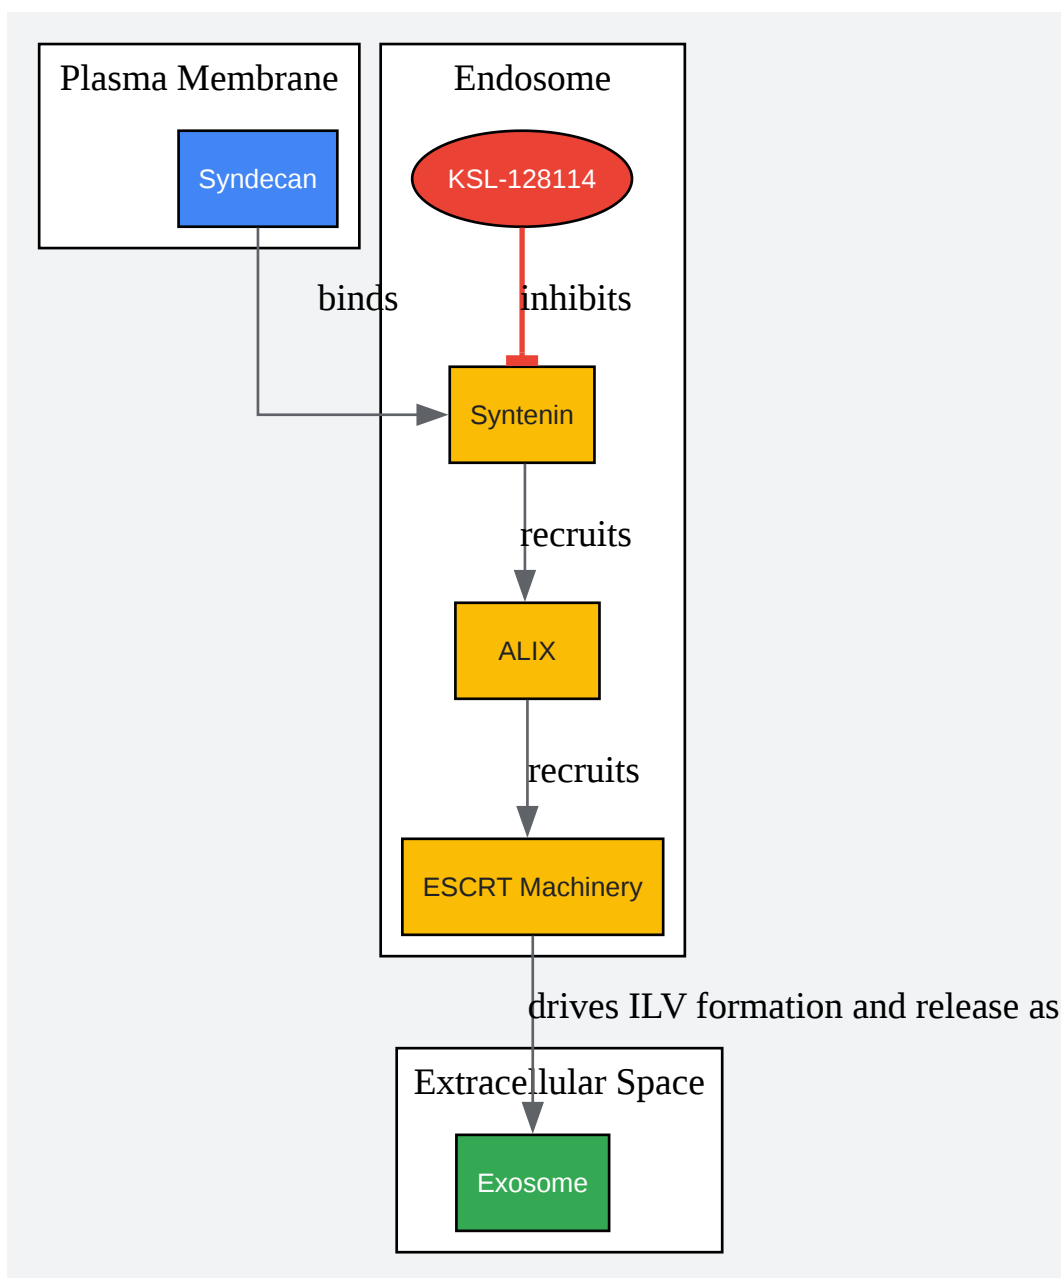 Plasma Membrane
Endosome
Syndecan
KSL-128114
binds
inhibits
Syntenin
recruits
ALIX
recruits
ESCRT Machinery
drives ILV formation and release as
Extracellular Space
Exosome